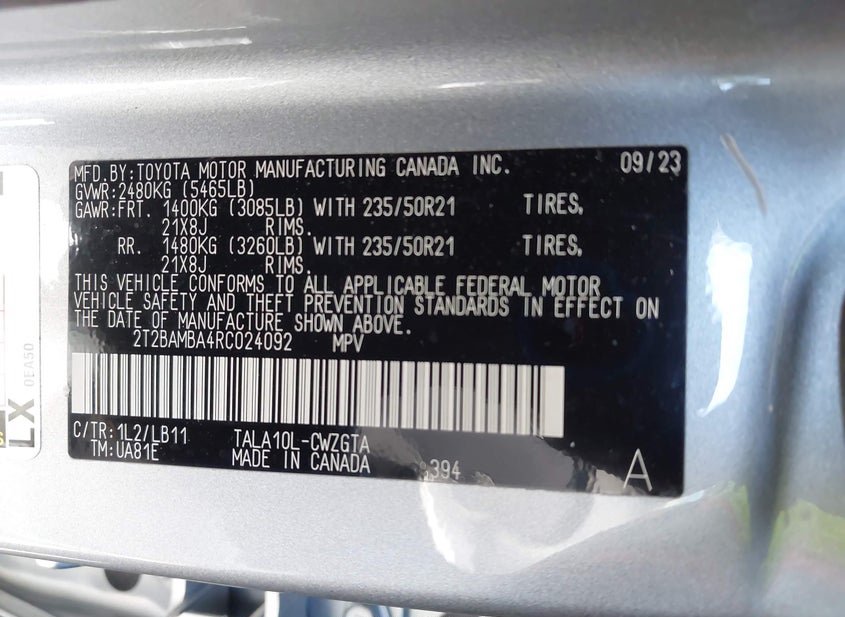 MFD.BY:TOYOTA MOTOR MANUFACTURING CANADA INC. 09/23
GVWR:2480KG (5465LB)
GAWR:FRT. 1400KG (3085LB) WITH 235/50R21 TIRES,
21X8J RIMS.
RR. 1480KG (3260LB) WITH 235/50R21 TIRES,
21X8J RIMS.
THIS VEHICLE CONFORMS TO ALL APPLICABLE FEDERAL MOTOR
VEHICLE SAFETY AND THEFT PREVENTION STANDARDS IN EFFECT ON
THE DATE OF MANUFACTURE SHOWN ABOVE.
2T2BAMBA4RC024092 MPV
C/TR:1L2/LB11 TALA10L-CWZGTA
TM:UA81E MADE IN CANADA 394 A
LX 0EA50